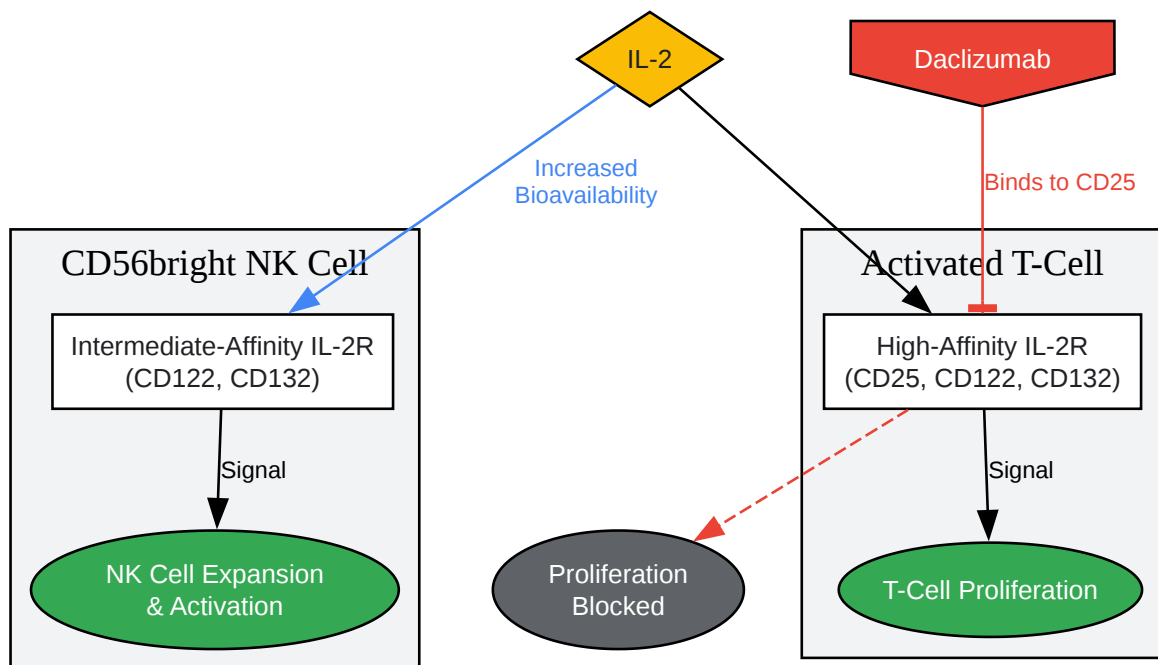 IL-2
Daclizumab
Increased
Bioavailability
Binds to CD25
CD56bright NK Cell
Activated T-Cell
Intermediate-Affinity IL-2R
(CD122, CD132)
High-Affinity IL-2R
(CD25, CD122, CD132)
Signal
Signal
NK Cell Expansion
& Activation
Proliferation
Blocked
T-Cell Proliferation